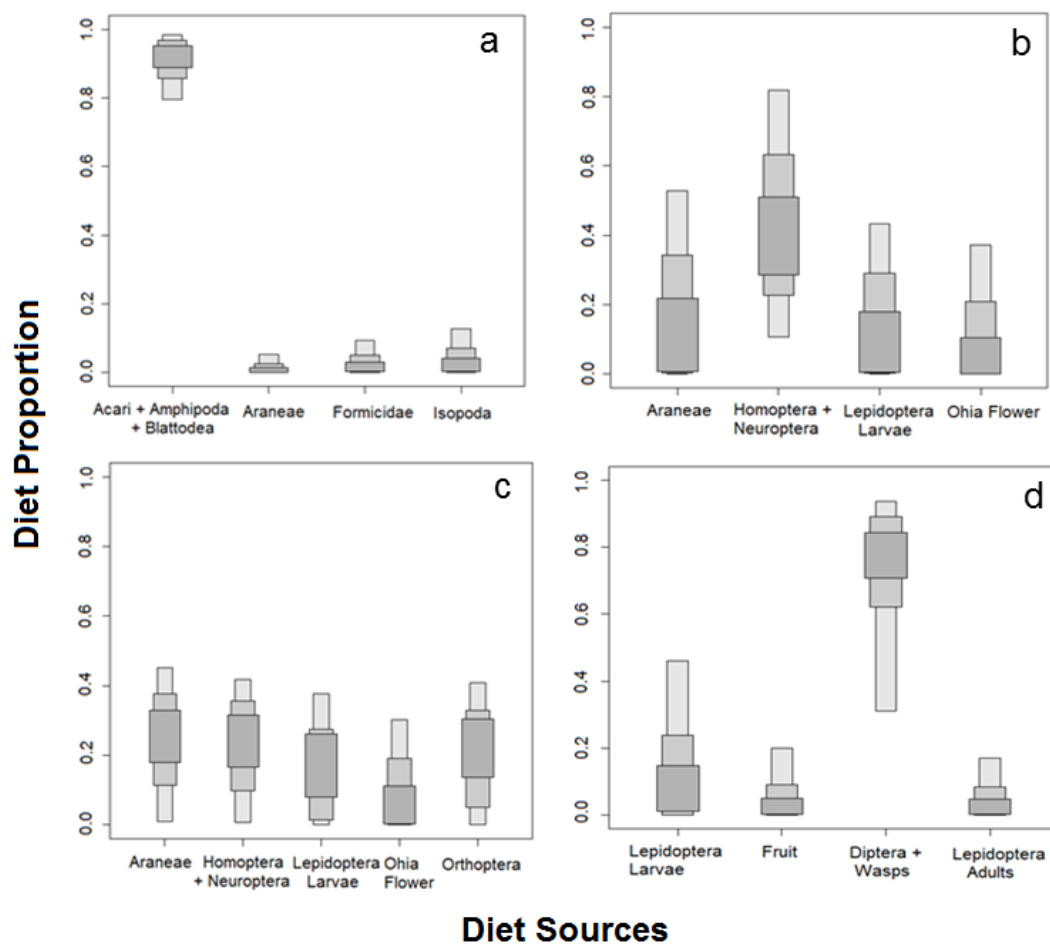 a
1.0
0.8
0.6
0.4
0.2
0.0
Acari + Amphipoda
+ Blattodea
Araneae
Formicidae
Isopoda
b
1.0
0.8
0.6
0.4
0.2
0.0
Araneae
Homoptera +
Neuroptera
Lepidoptera
Larvae
Ohia Flower
Diet Proportion
c
1.0
0.8
0.6
0.4
0.2
0.0
Araneae
Homoptera
+ Neuroptera
Lepidoptera
Larvae
Ohia
Flower
Orthoptera
d
1.0
0.8
0.6
0.4
0.2
0.0
Lepidoptera
Larvae
Fruit
Diptera +
Wasps
Lepidoptera
Adults
Diet Sources